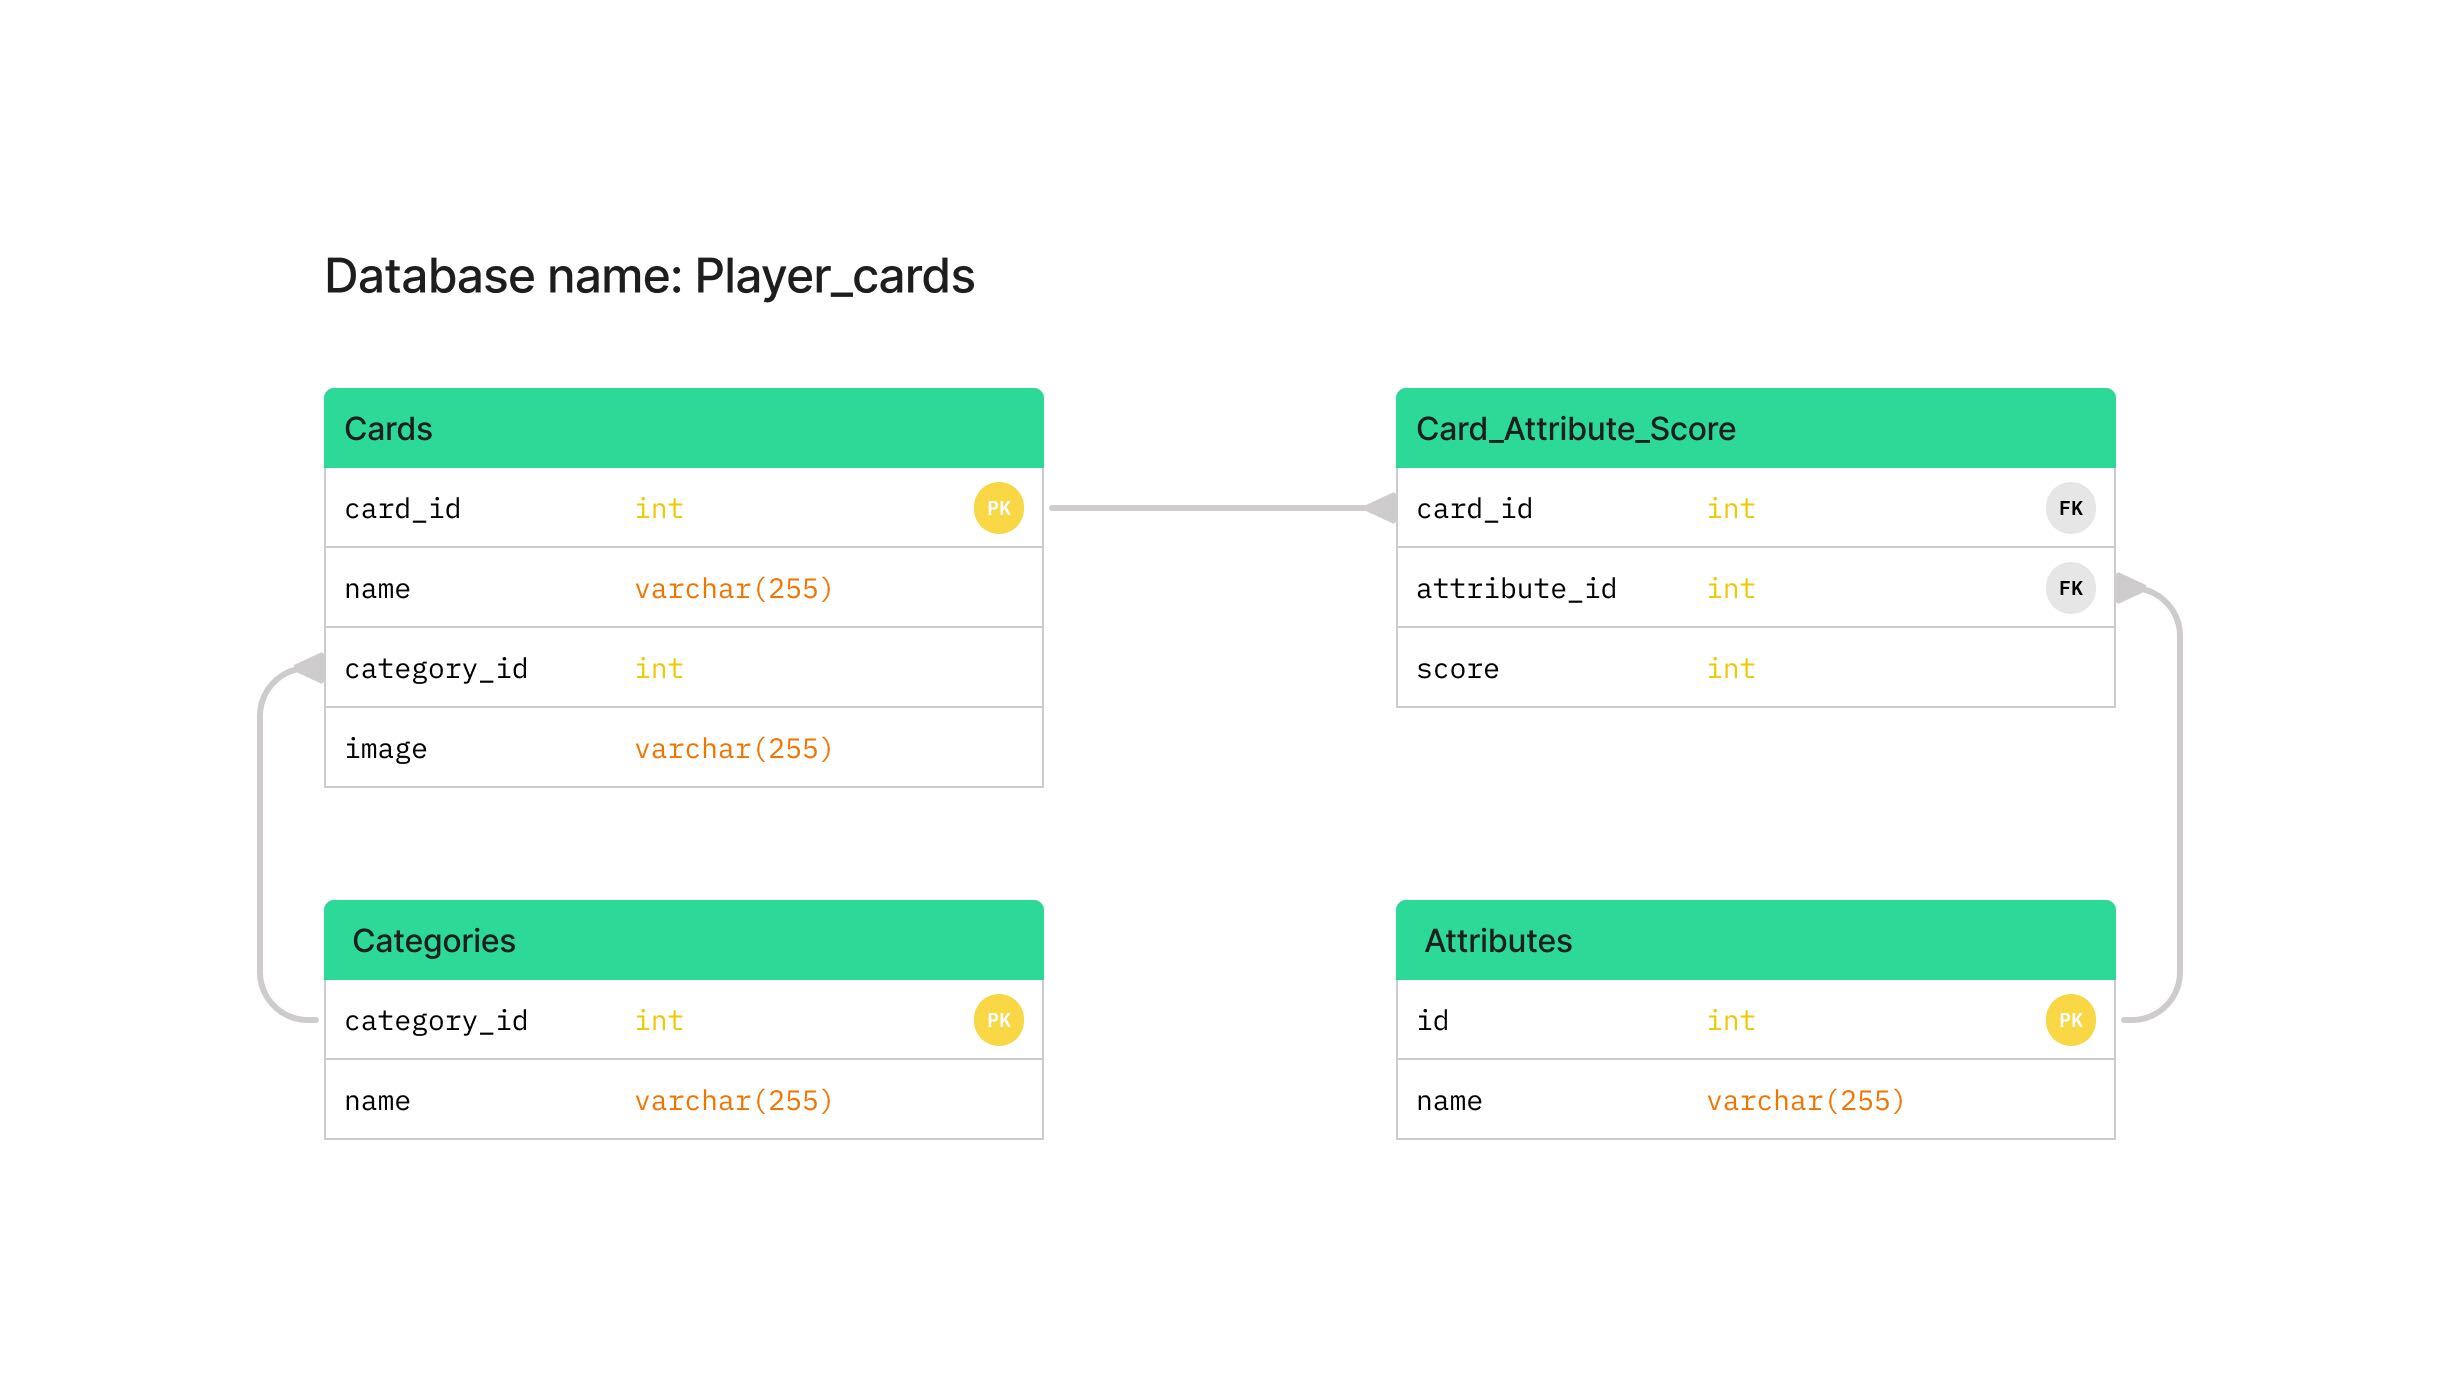 Database name: Player_cards
Cards
card_id int PK
name varchar(255)
category_id int
image varchar(255)
Card_Attribute_Score
card_id int FK
attribute_id int FK
score int
Categories
category_id int PK
name varchar(255)
Attributes
id int PK
name varchar(255)